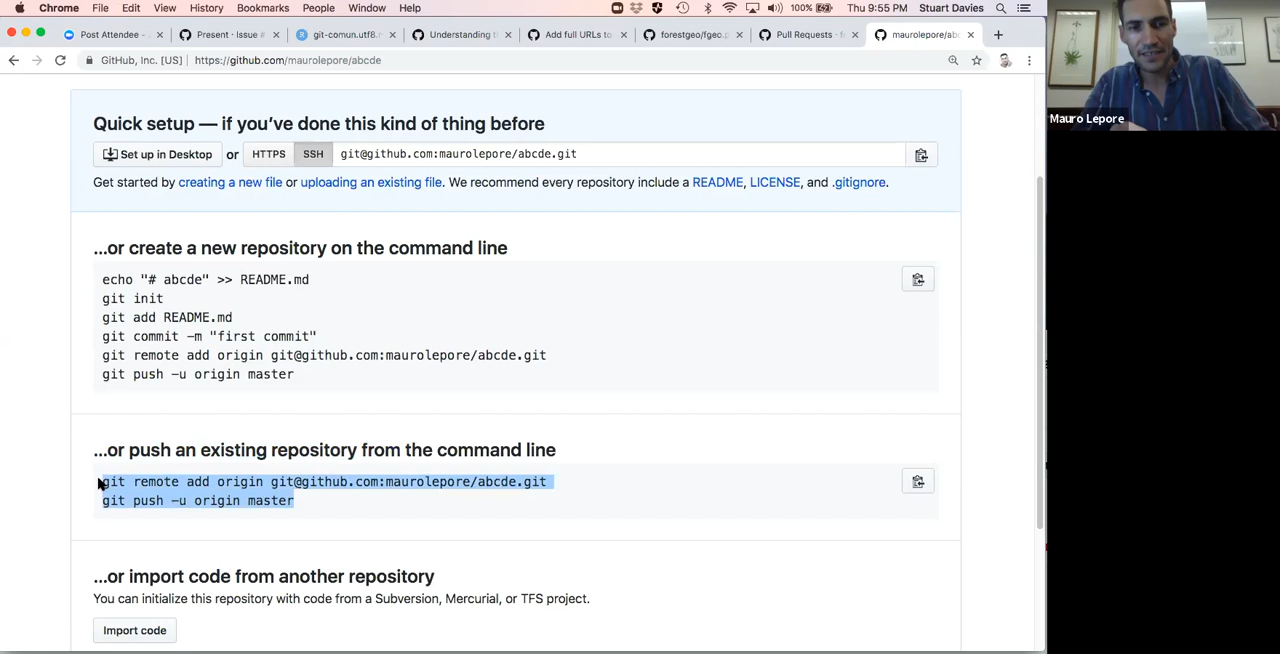 Chrome File Edit View History Bookmarks People Window Help 100% Thu 9:55 PM Stuart Davies
Post Attendee - Present · Issue # git-comun.utf8.r Understanding t Add full URLs to forestgeo/fgeo.p Pull Requests · f maurolepore/abc
GitHub, Inc. [US] https://github.com/maurolepore/abcde
Mauro Lepore
Quick setup — if you've done this kind of thing before
Set up in Desktop or HTTPS SSH git@github.com:maurolepore/abcde.git
Get started by creating a new file or uploading an existing file. We recommend every repository include a README, LICENSE, and .gitignore.
...or create a new repository on the command line
echo "# abcde" >> README.md
git init
git add README.md
git commit -m "first commit"
git remote add origin git@github.com:maurolepore/abcde.git
git push -u origin master
...or push an existing repository from the command line
git remote add origin git@github.com:maurolepore/abcde.git
git push -u origin master
...or import code from another repository
You can initialize this repository with code from a Subversion, Mercurial, or TFS project.
Import code